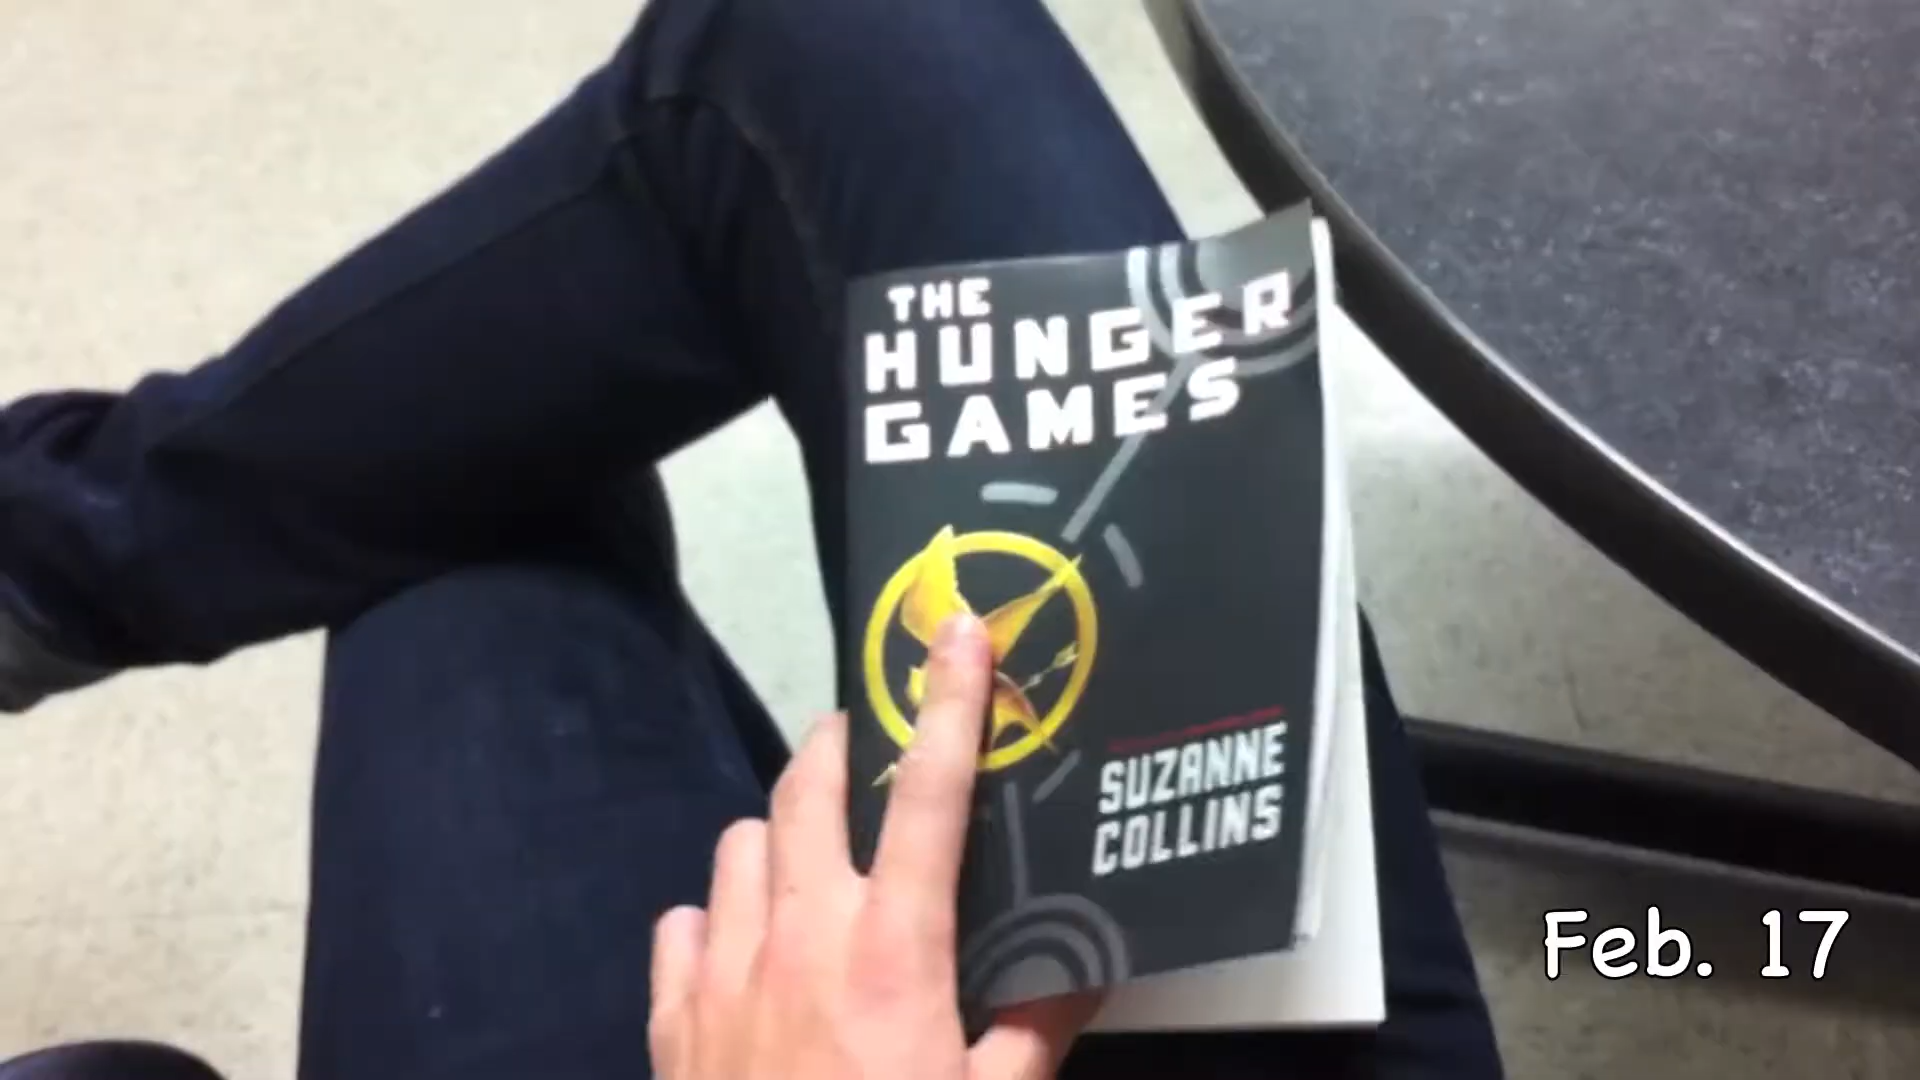 THE
HUNGER
GAMES
SUZANNE
COLLINS
Feb. 17